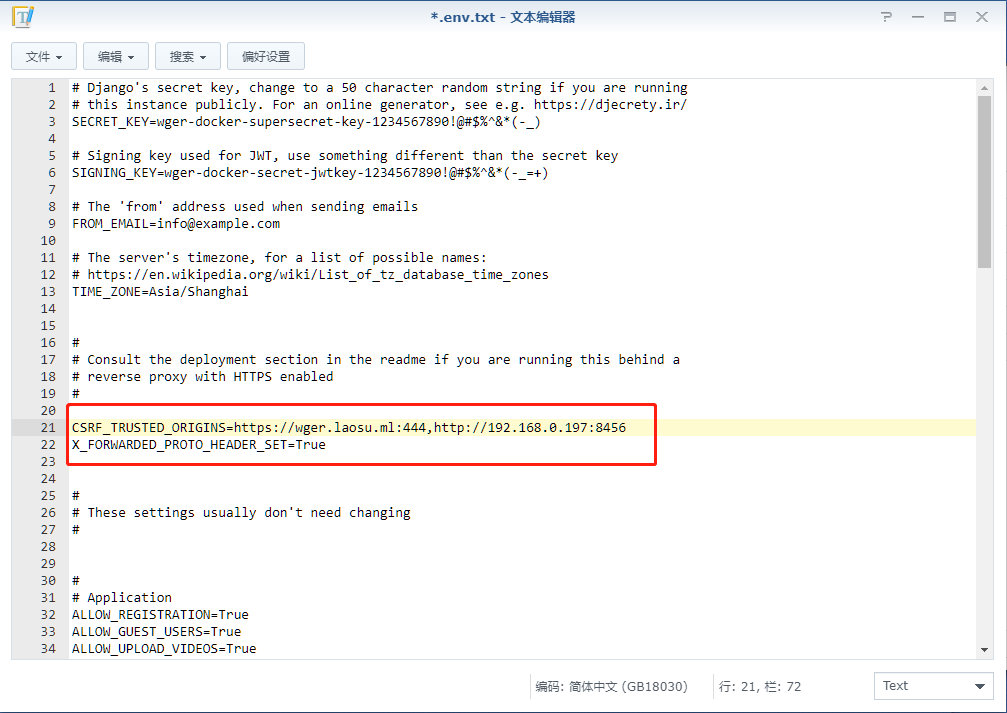 *.env.txt - 文本编辑器
文件 编辑 搜索 偏好设置
1 # Django's secret key, change to a 50 character random string if you are running
2 # this instance publicly. For an online generator, see e.g. https://djecrety.ir/
3 SECRET_KEY=wger-docker-supersecret-key-1234567890!@#$%^&*(-_)
4
5 # Signing key used for JWT, use something different than the secret key
6 SIGNING_KEY=wger-docker-secret-jwtkey-1234567890!@#$%^&*(-_=+)
7
8 # The 'from' address used when sending emails
9 FROM_EMAIL=info@example.com
10
11 # The server's timezone, for a list of possible names:
12 # https://en.wikipedia.org/wiki/List_of_tz_database_time_zones
13 TIME_ZONE=Asia/Shanghai
14
15
16 #
17 # Consult the deployment section in the readme if you are running this behind a
18 # reverse proxy with HTTPS enabled
19 #
20
21 CSRF_TRUSTED_ORIGINS=https://wger.laosu.ml:444,http://192.168.0.197:8456
22 X_FORWARDED_PROTO_HEADER_SET=True
23
24
25 #
26 # These settings usually don't need changing
27 #
28
29
30 #
31 # Application
32 ALLOW_REGISTRATION=True
33 ALLOW_GUEST_USERS=True
34 ALLOW_UPLOAD_VIDEOS=True
编码: 简体中文 (GB18030) 行: 21, 栏: 72 Text